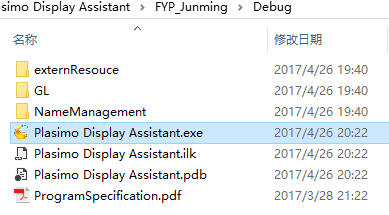 asimo Display Assistant > FYP_Junming > Debug
名称 修改日期
externResouce 2017/4/26 19:40
GL 2017/4/26 19:40
NameManagement 2017/4/26 19:40
Plasimo Display Assistant.exe 2017/4/26 20:22
Plasimo Display Assistant.ilk 2017/4/26 20:22
Plasimo Display Assistant.pdb 2017/4/26 20:22
ProgramSpecification.pdf 2017/3/28 21:22